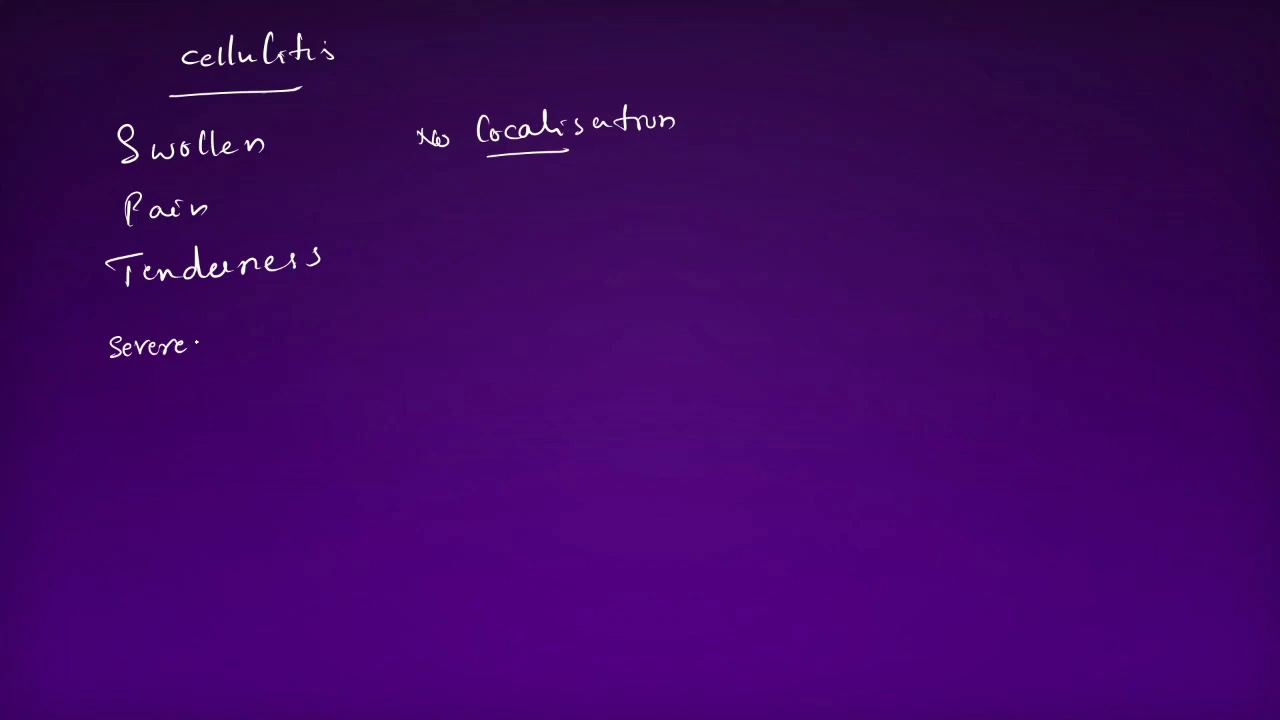 cellulitis
Swollen
No Localisation
Pain
Tenderness
Severe